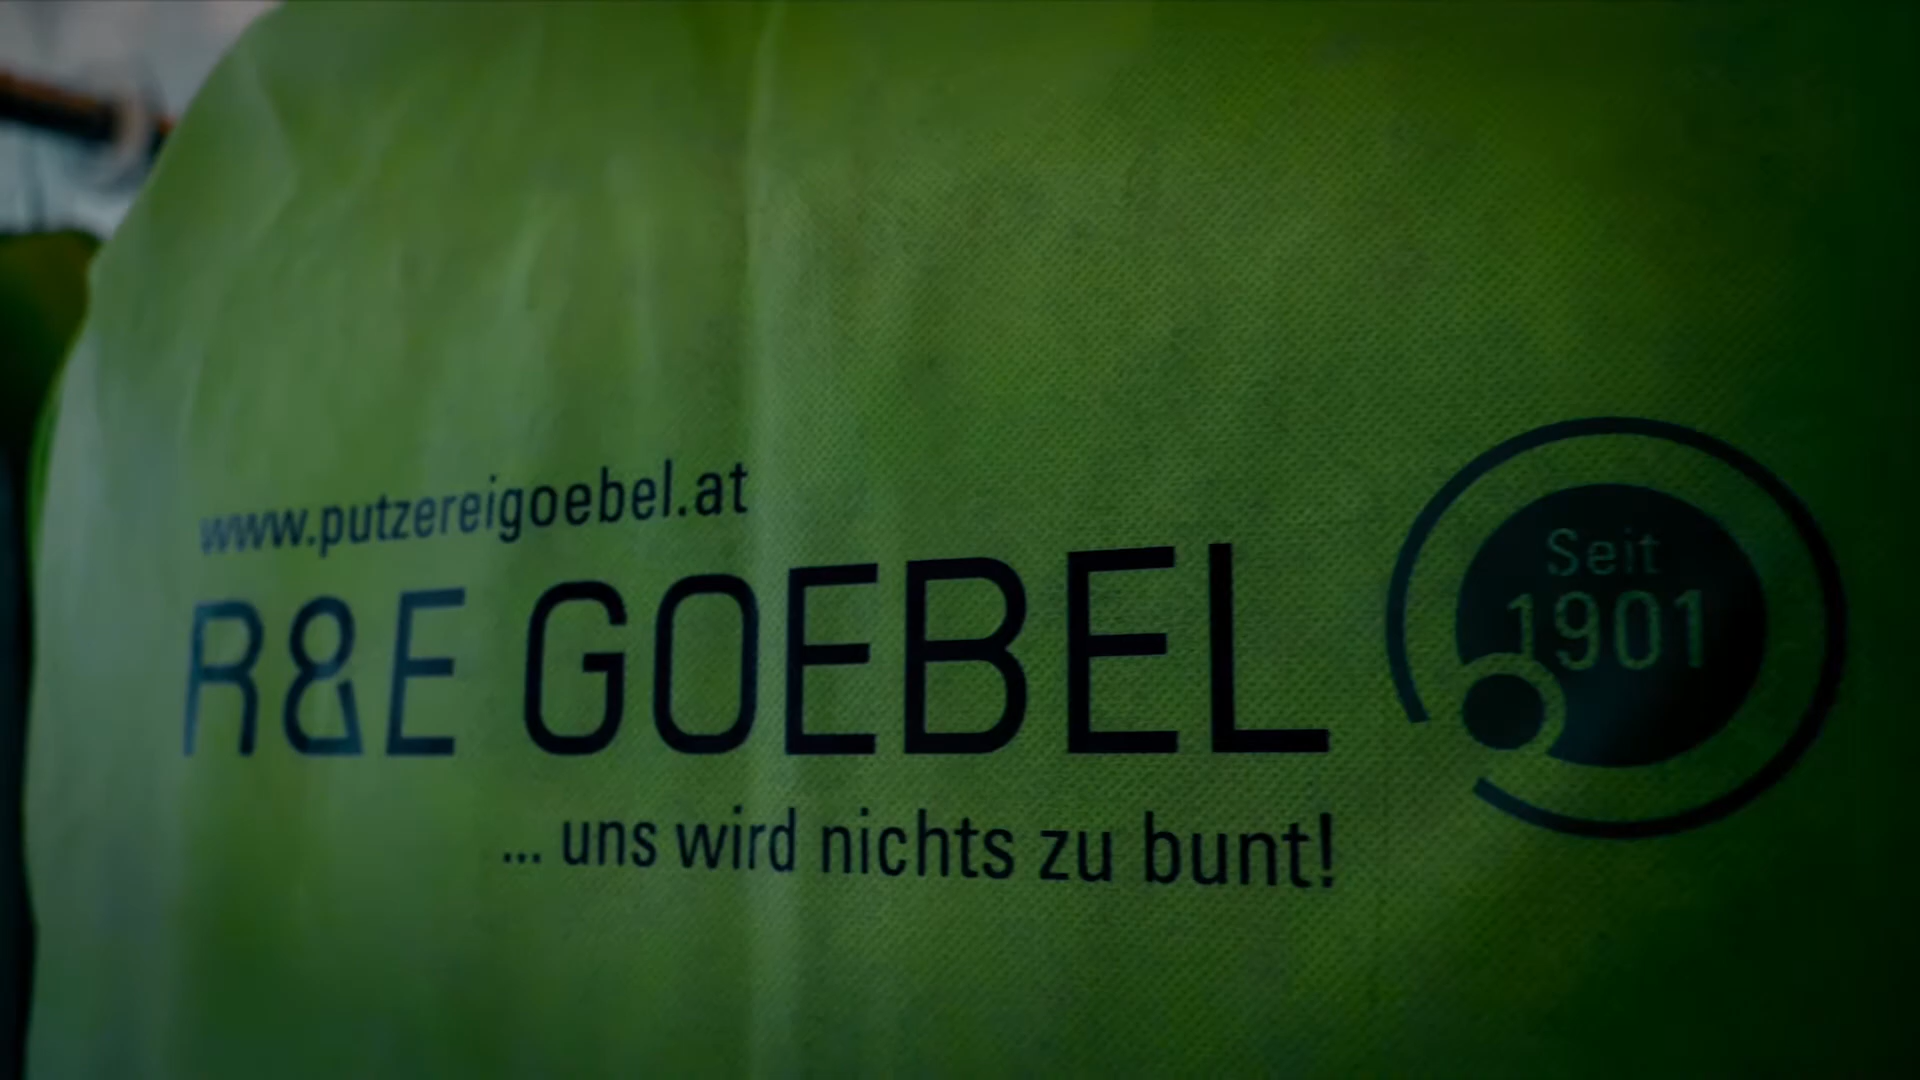 www.putzereigoebel.at
R&E GOEBEL
... uns wird nichts zu bunt!
Seit
1901